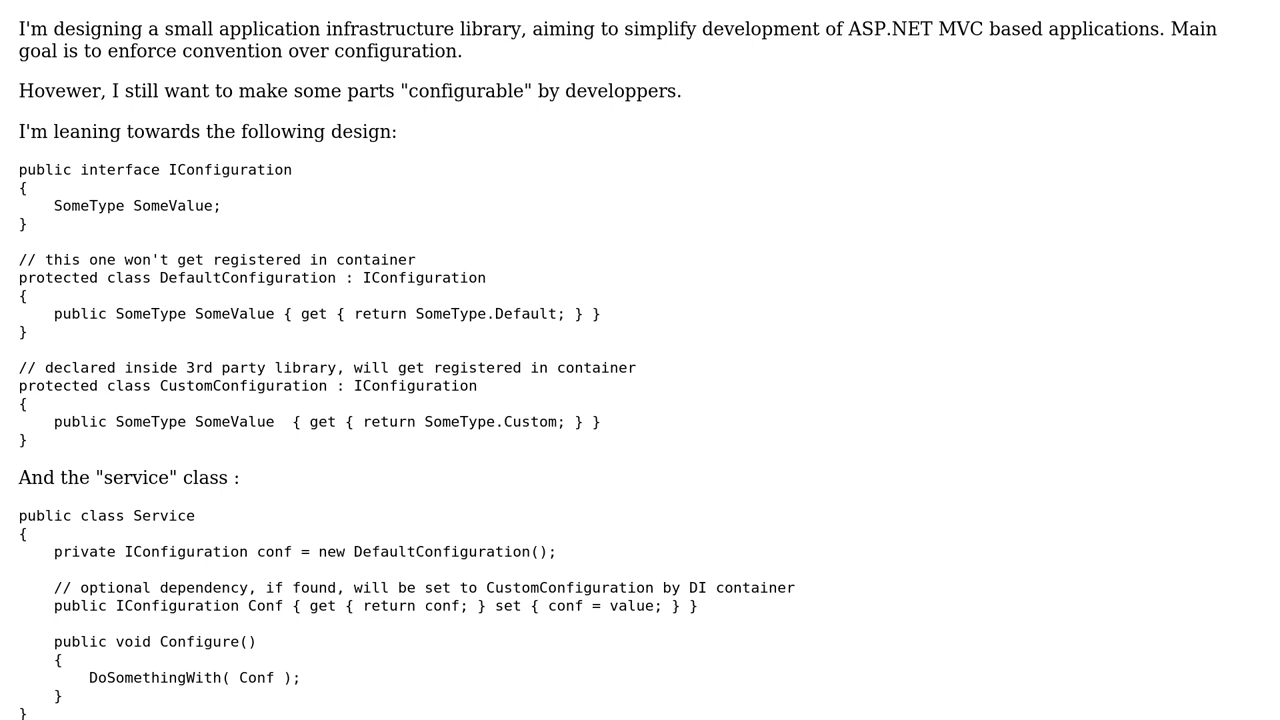 I'm designing a small application infrastructure library, aiming to simplify development of ASP.NET MVC based applications. Main
goal is to enforce convention over configuration.
Hovewer, I still want to make some parts "configurable" by developpers.
I'm leaning towards the following design:
public interface IConfiguration
{
    SomeType SomeValue;
}
// this one won't get registered in container
protected class DefaultConfiguration : IConfiguration
{
    public SomeType SomeValue { get { return SomeType.Default; } }
}
// declared inside 3rd party library, will get registered in container
protected class CustomConfiguration : IConfiguration
{
    public SomeType SomeValue  { get { return SomeType.Custom; } }
}
And the "service" class :
public class Service
{
    private IConfiguration conf = new DefaultConfiguration();
    // optional dependency, if found, will be set to CustomConfiguration by DI container
    public IConfiguration Conf { get { return conf; } set { conf = value; } }
    public void Configure()
    {
        DoSomethingWith( Conf );
    }
}